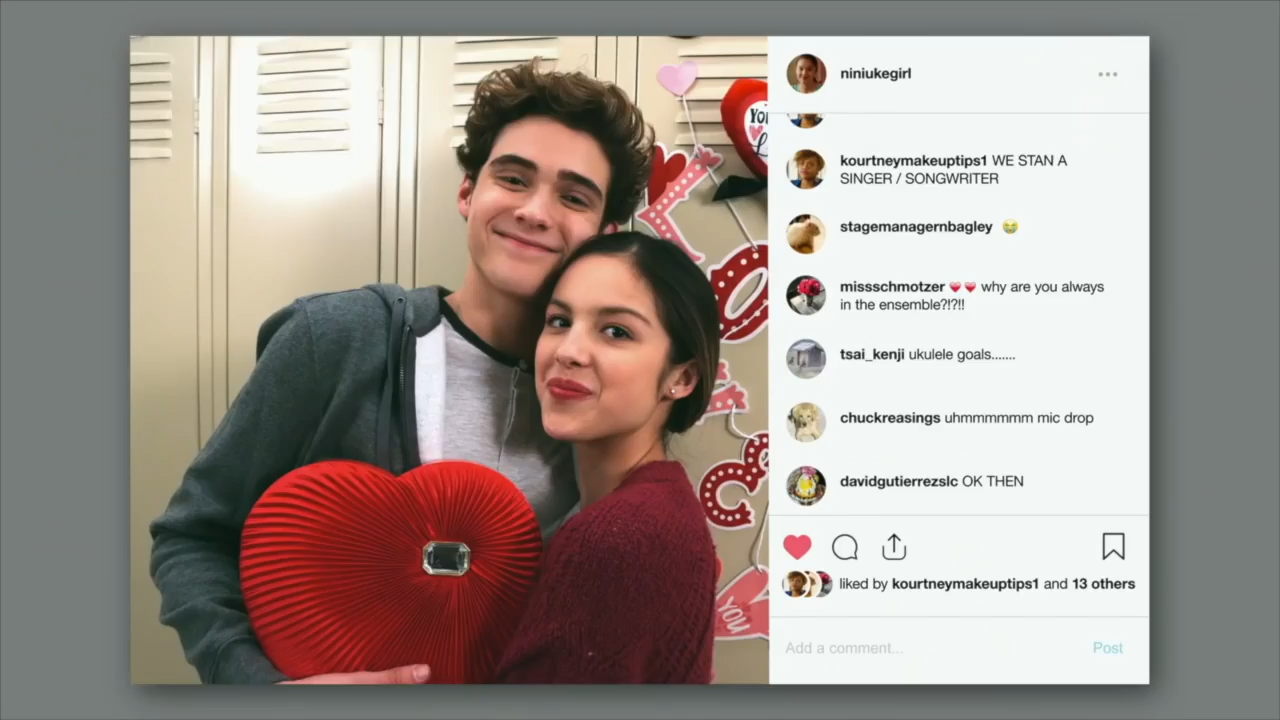 niniukegirl
kourtneymakeuptips1 WE STAN A
SINGER / SONGWRITER
stagemanagernbagley 😂
missschmotzer ❤️❤️ why are you always
in the ensemble?!?!!
tsai_kenji ukulele goals.......
chuckreasings uhmmmmmm mic drop
davidgutierrezslc OK THEN
liked by kourtneymakeuptips1 and 13 others
Add a comment...
Post
YOU